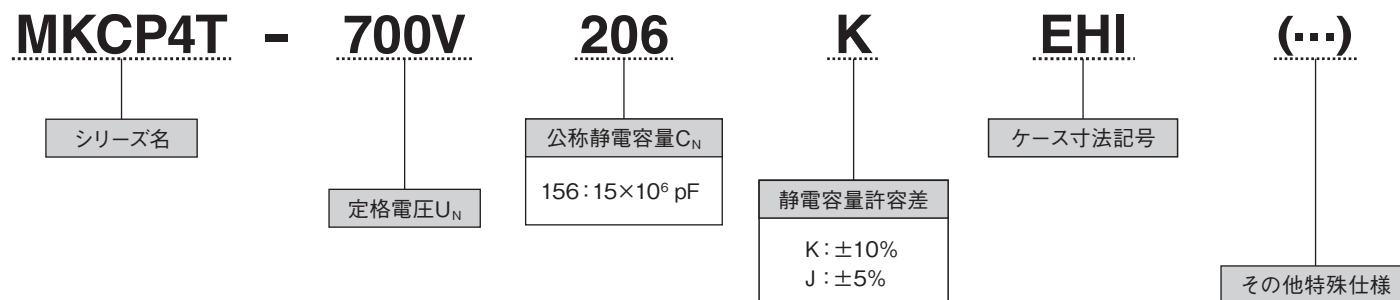 MKCP4T - 700V 206 K EHI (…)
シリーズ名
定格電圧UN
公称静電容量CN
156:15×10⁶ pF
静電容量許容差
K:±10%
J:±5%
ケース寸法記号
その他特殊仕様